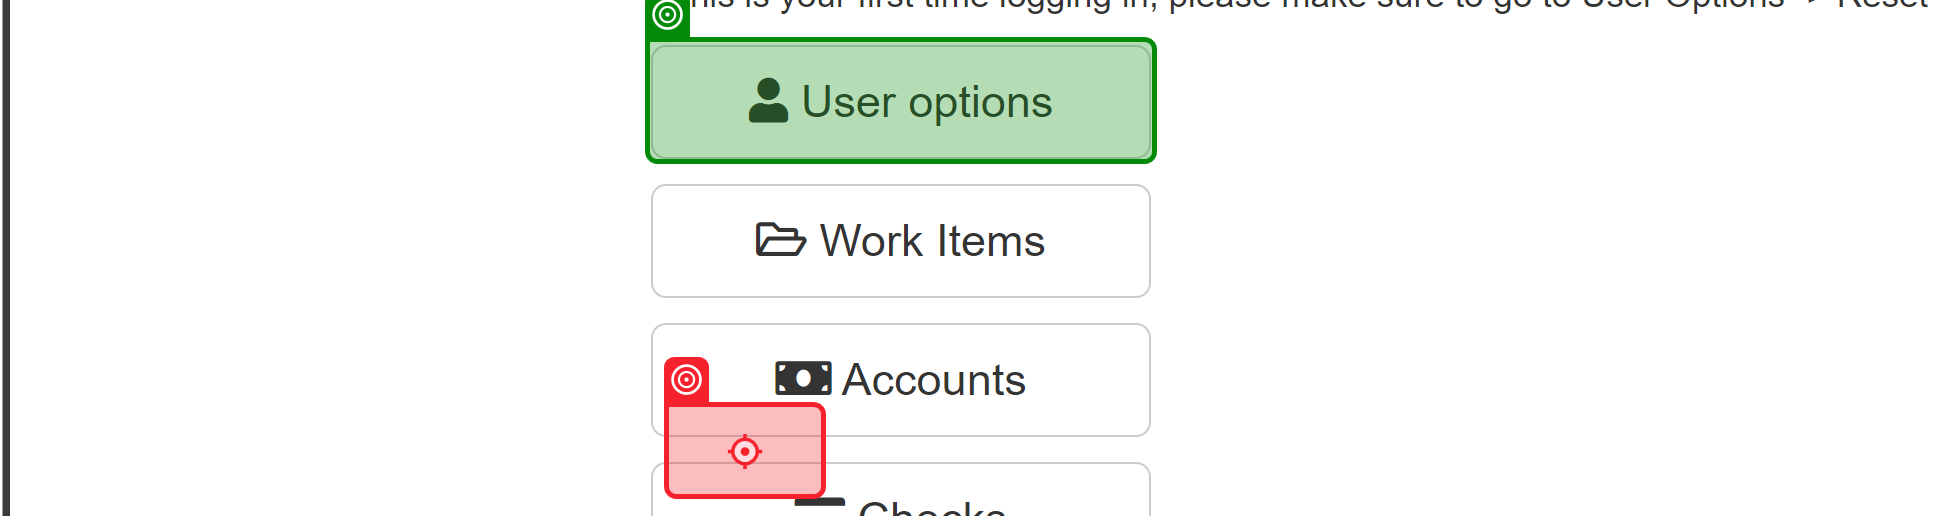 his is your first time logging in, please make sure to go to User Options -> Reset
User options
Work Items
Accounts
Checks